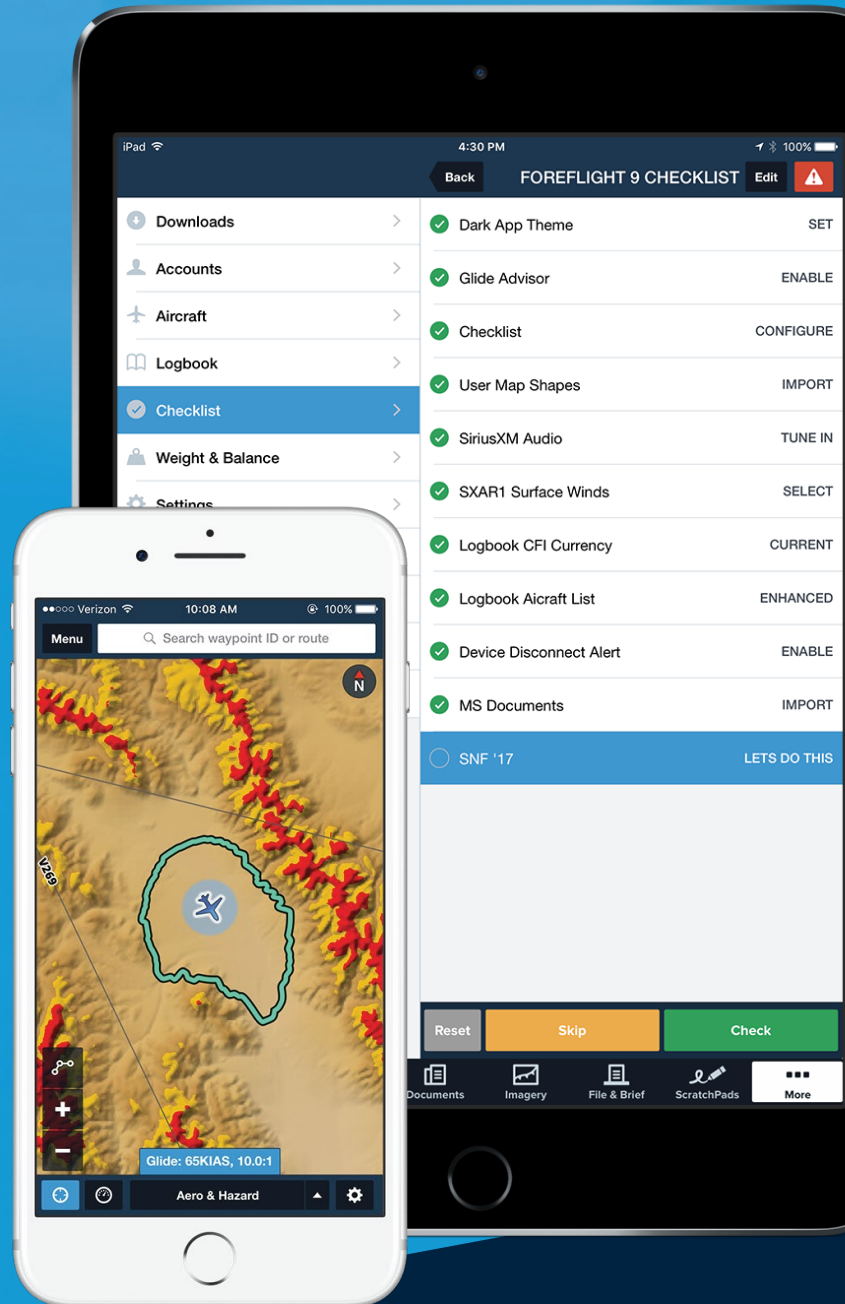 iPad
4:30 PM
100%
Back
FOREFLIGHT 9 CHECKLIST
Edit
Downloads
Accounts
Aircraft
Logbook
Checklist
Weight & Balance
Settings
Dark App Theme SET
Glide Advisor ENABLE
Checklist CONFIGURE
User Map Shapes IMPORT
SiriusXM Audio TUNE IN
SXAR1 Surface Winds SELECT
Logbook CFI Currency CURRENT
Logbook Aicraft List ENHANCED
Device Disconnect Alert ENABLE
MS Documents IMPORT
SNF '17 LETS DO THIS
Reset
Skip
Check
Documents
Imagery
File & Brief
ScratchPads
More
Verizon
10:08 AM
100%
Menu
Search waypoint ID or route
N
V269
Glide: 65KIAS, 10.0:1
Aero & Hazard